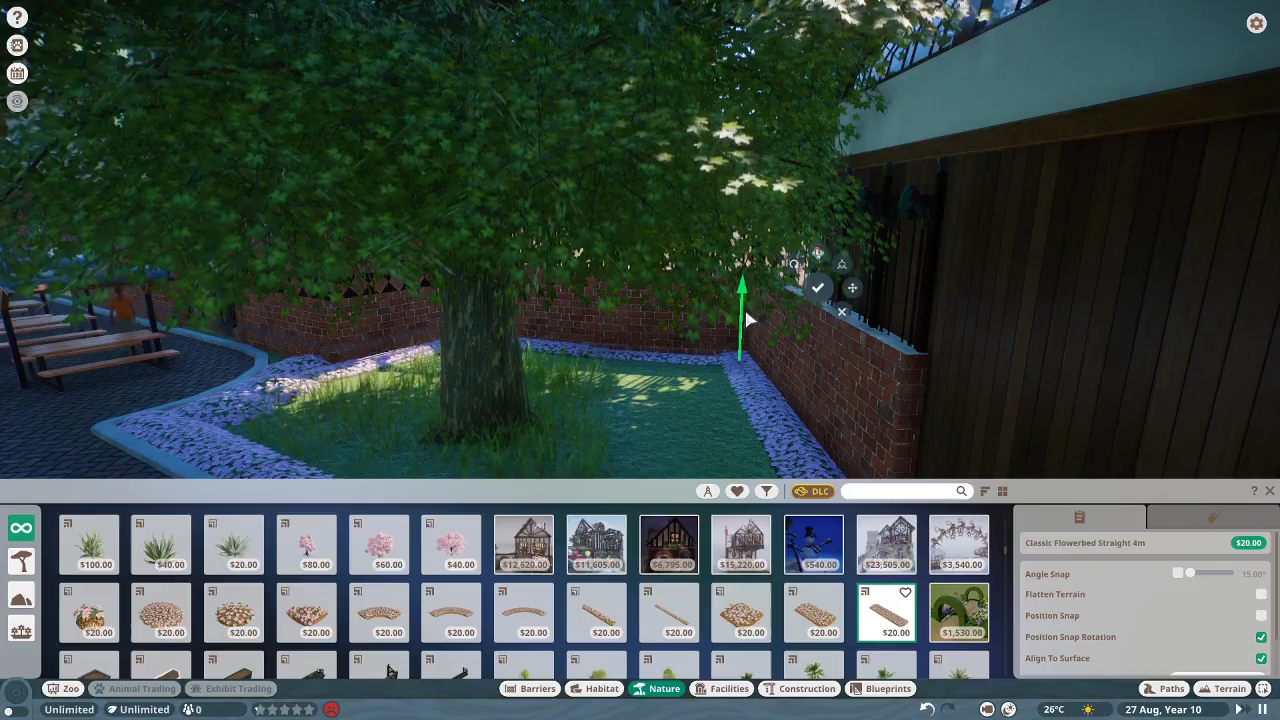 DLC
?
$100.00
$40.00
$20.00
$80.00
$60.00
$40.00
$12,620.00
$11,605.00
$6,795.00
$15,220.00
$540.00
$23,505.00
$3,540.00
$20.00
$20.00
$20.00
$20.00
$20.00
$20.00
$20.00
$20.00
$20.00
$20.00
$20.00
$20.00
$1,530.00
Classic Flowerbed Straight 4m
$20.00
Angle Snap
15.00°
Flatten Terrain
Position Snap
Position Snap Rotation
Align To Surface
Zoo
Animal Trading
Exhibit Trading
Barriers
Habitat
Nature
Facilities
Construction
Blueprints
Paths
Terrain
Unlimited
Unlimited
0
26°C
27 Aug, Year 10